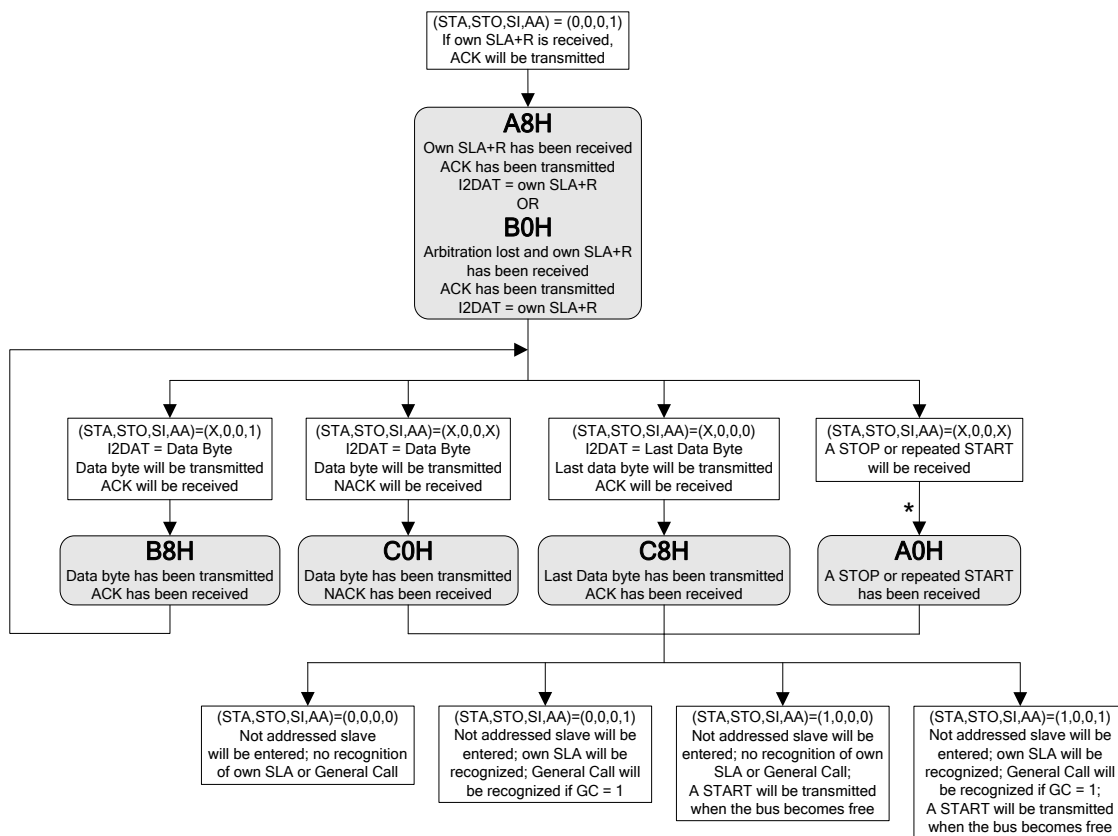 (STA,STO,SI,AA) = (0,0,0,1)
If own SLA+R is received,
ACK will be transmitted
A8H
Own SLA+R has been received
ACK has been transmitted
I2DAT = own SLA+R
OR
B0H
Arbitration lost and own SLA+R
has been received
ACK has been transmitted
I2DAT = own SLA+R
(STA,STO,SI,AA)=(X,0,0,1)
I2DAT = Data Byte
Data byte will be transmitted
ACK will be received
(STA,STO,SI,AA)=(X,0,0,X)
I2DAT = Data Byte
Data byte will be transmitted
NACK will be received
(STA,STO,SI,AA)=(X,0,0,0)
I2DAT = Last Data Byte
Last data byte will be transmitted
ACK will be received
(STA,STO,SI,AA)=(X,0,0,X)
A STOP or repeated START
will be received
*
B8H
Data byte has been transmitted
ACK has been received
C0H
Data byte has been transmitted
NACK has been received
C8H
Last Data byte has been transmitted
ACK has been received
A0H
A STOP or repeated START
has been received
(STA,STO,SI,AA)=(0,0,0,0)
Not addressed slave
will be entered; no recognition
of own SLA or General Call
(STA,STO,SI,AA)=(0,0,0,1)
Not addressed slave will be
entered; own SLA will be
recognized; General Call will
be recognized if GC = 1
(STA,STO,SI,AA)=(1,0,0,0)
Not addressed slave will be
entered; no recognition of own
SLA or General Call;
A START will be transmitted
when the bus becomes free
(STA,STO,SI,AA)=(1,0,0,1)
Not addressed slave will be
entered; own SLA will be
recognized; General Call will
be recognized if GC = 1;
A START will be transmitted
when the bus becomes free